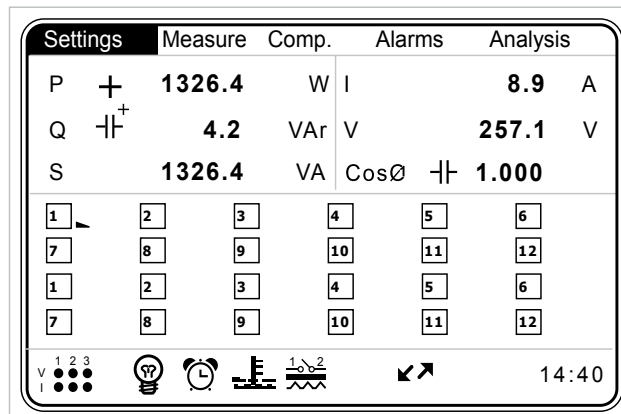 Settings Measure Comp. Alarms Analysis
P + 1326.4 W I 8.9 A
Q + 4.2 VAr V 257.1 V
S 1326.4 VA CosØ 1.000
1 2 3 4 5 6
7 8 9 10 11 12
1 2 3 4 5 6
7 8 9 10 11 12
1 2 3 1 2
V
I
14:40